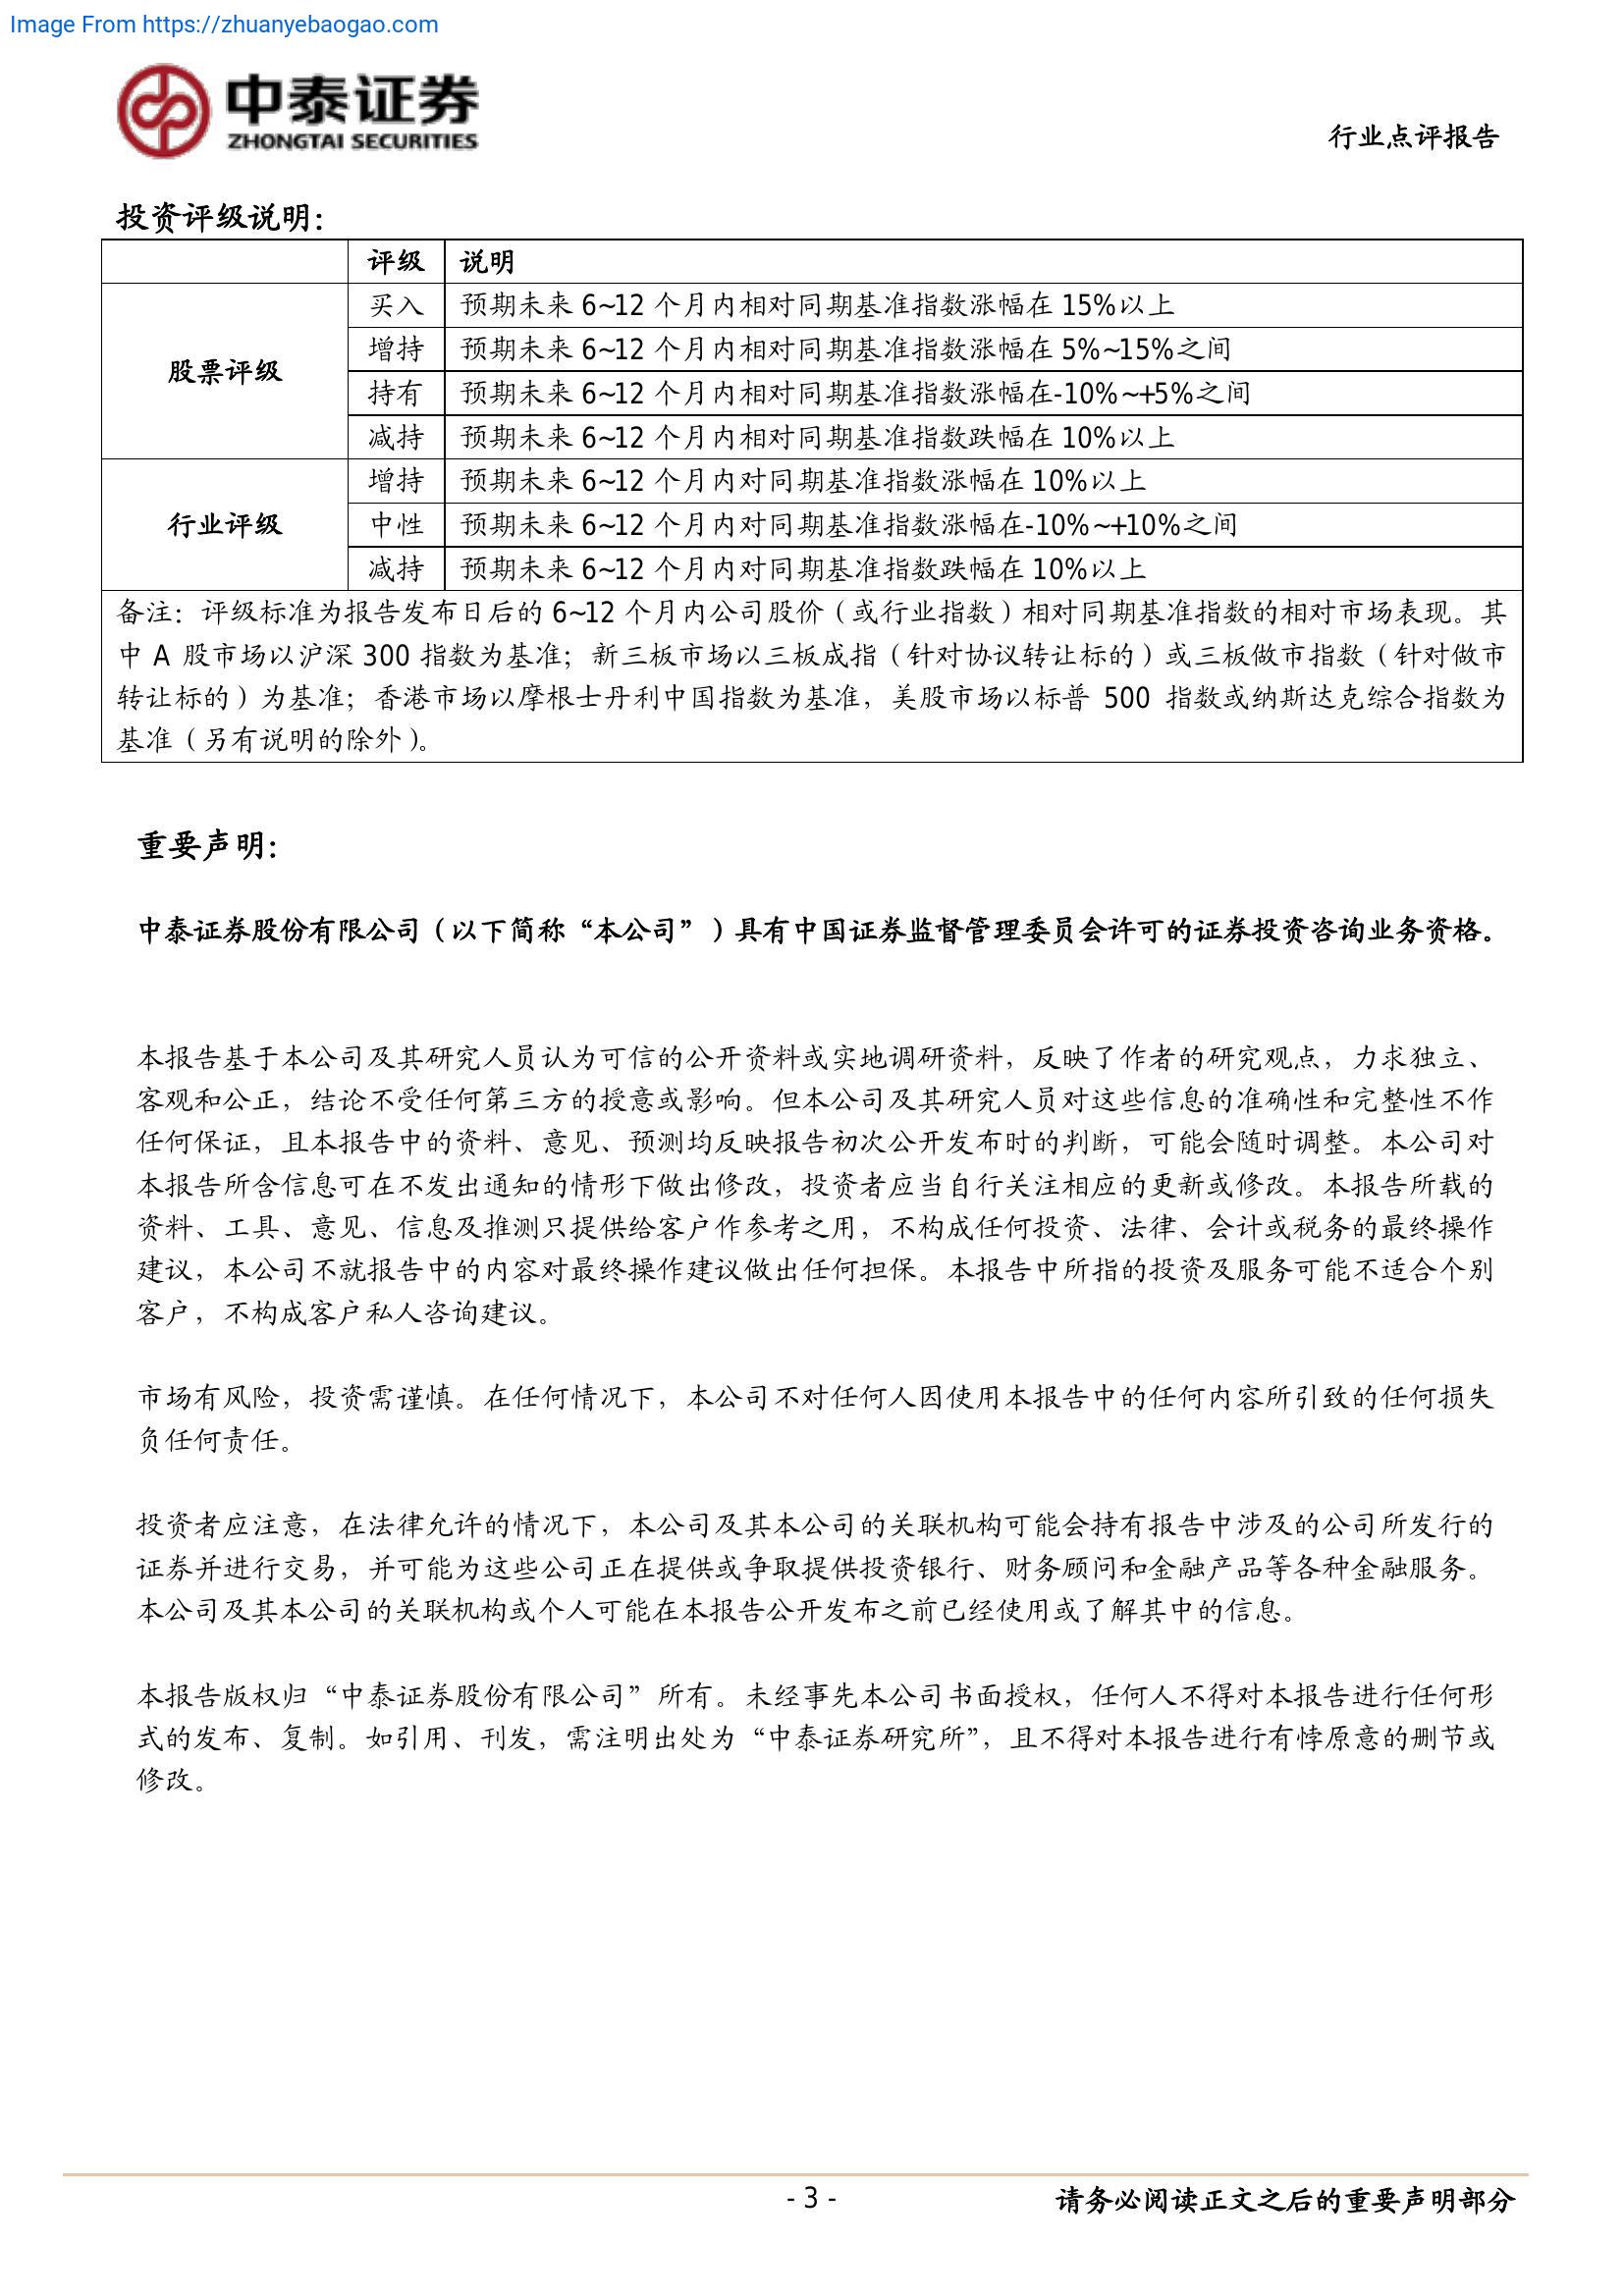 Image From https://zhuanyebaogao.com
中泰证券
ZHONGTAI SECURITIES
行业点评报告
投资评级说明：
评级 说明
股票评级
买入 预期未来 6~12 个月内相对同期基准指数涨幅在 15%以上
增持 预期未来 6~12 个月内相对同期基准指数涨幅在 5%~15%之间
持有 预期未来 6~12 个月内相对同期基准指数涨幅在-10%~+5%之间
减持 预期未来 6~12 个月内相对同期基准指数跌幅在 10%以上
行业评级
增持 预期未来 6~12 个月内对同期基准指数涨幅在 10%以上
中性 预期未来 6~12 个月内对同期基准指数涨幅在-10%~+10%之间
减持 预期未来 6~12 个月内对同期基准指数跌幅在 10%以上
备注：评级标准为报告发布日后的 6~12 个月内公司股价（或行业指数）相对同期基准指数的相对市场表现。其
中 A 股市场以沪深 300 指数为基准；新三板市场以三板成指（针对协议转让标的）或三板做市指数（针对做市
转让标的）为基准；香港市场以摩根士丹利中国指数为基准，美股市场以标普 500 指数或纳斯达克综合指数为
基准（另有说明的除外）。
重要声明：
中泰证券股份有限公司（以下简称“本公司”）具有中国证券监督管理委员会许可的证券投资咨询业务资格。
本报告基于本公司及其研究人员认为可信的公开资料或实地调研资料，反映了作者的研究观点，力求独立、
客观和公正，结论不受任何第三方的授意或影响。但本公司及其研究人员对这些信息的准确性和完整性不作
任何保证，且本报告中的资料、意见、预测均反映报告初次公开发布时的判断，可能会随时调整。本公司对
本报告所含信息可在不发出通知的情形下做出修改，投资者应当自行关注相应的更新或修改。本报告所载的
资料、工具、意见、信息及推测只提供给客户作参考之用，不构成任何投资、法律、会计或税务的最终操作
建议，本公司不就报告中的内容对最终操作建议做出任何担保。本报告中所指的投资及服务可能不适合个别
客户，不构成客户私人咨询建议。
市场有风险，投资需谨慎。在任何情况下，本公司不对任何人因使用本报告中的任何内容所引致的任何损失
负任何责任。
投资者应注意，在法律允许的情况下，本公司及其本公司的关联机构可能会持有报告中涉及的公司所发行的
证券并进行交易，并可能为这些公司正在提供或争取提供投资银行、财务顾问和金融产品等各种金融服务。
本公司及其本公司的关联机构或个人可能在本报告公开发布之前已经使用或了解其中的信息。
本报告版权归“中泰证券股份有限公司”所有。未经事先本公司书面授权，任何人不得对本报告进行任何形
式的发布、复制。如引用、刊发，需注明出处为“中泰证券研究所”，且不得对本报告进行有悖原意的删节或
修改。
- 3 -
请务必阅读正文之后的重要声明部分